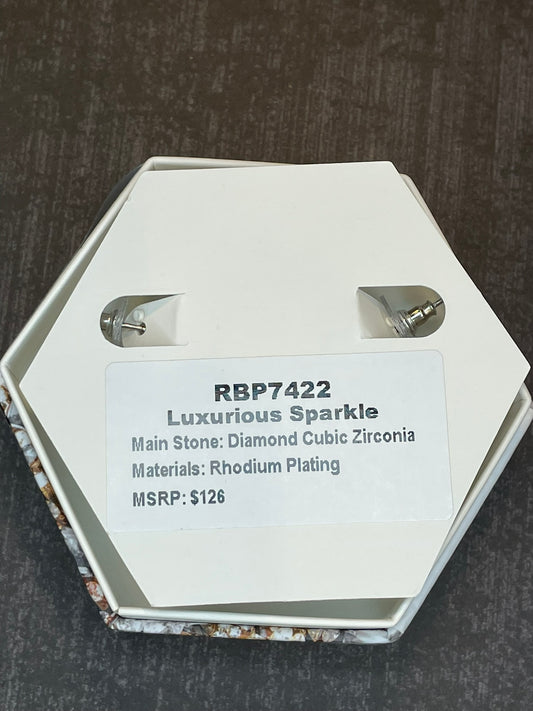 RBP7422
Luxurious Sparkle
Main Stone: Diamond Cubic Zirconia
Materials: Rhodium Plating
MSRP: $126